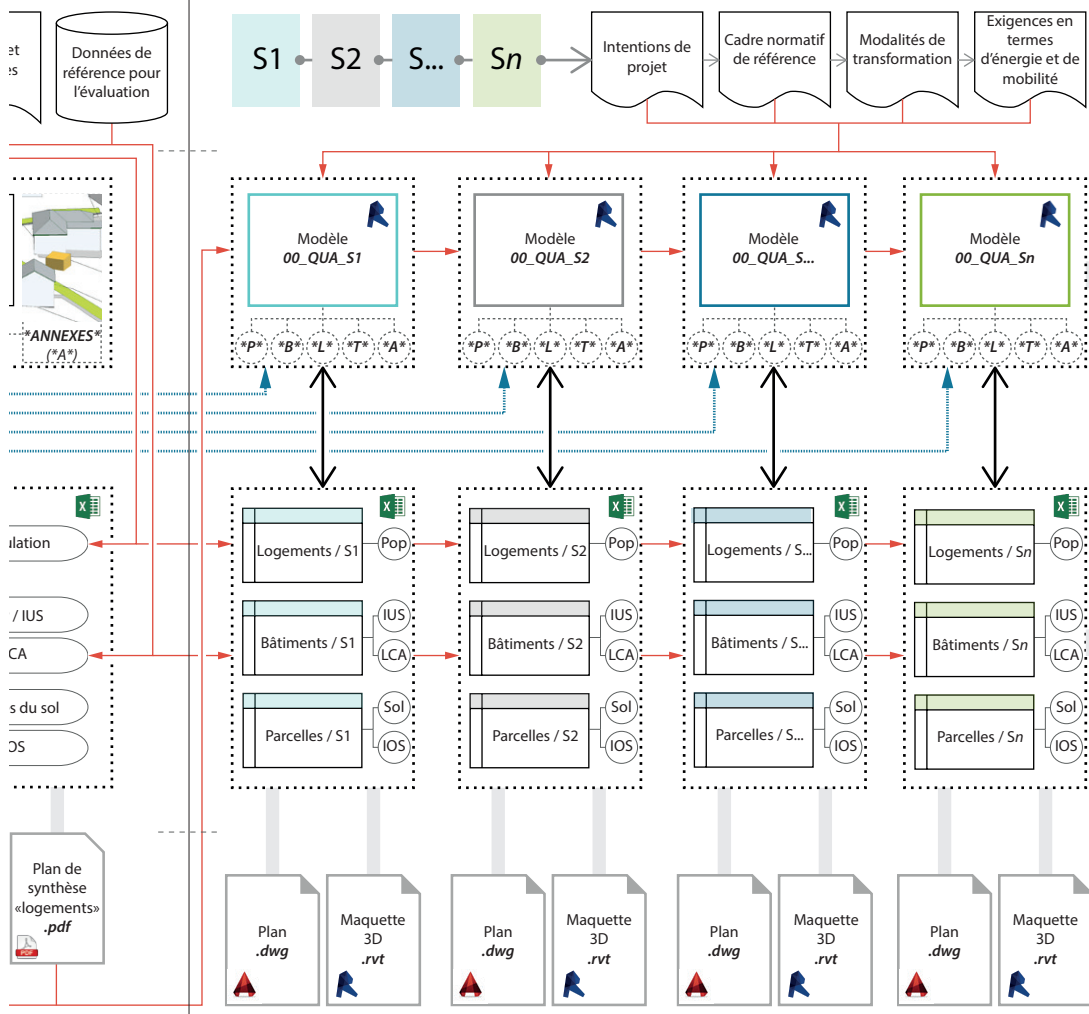 et
es
Données de
référence pour
l'évaluation
S1
S2
S...
Sn
Intentions de
projet
Cadre normatif
de référence
Modalités de
transformation
Exigences en
termes
d'énergie et de
mobilité
*ANNEXES*
(*A*)
Modèle
00_QUA_S1
Modèle
00_QUA_S2
Modèle
00_QUA_S...
Modèle
00_QUA_Sn
*P* *B* *L* *T* *A*
*P* *B* *L* *T* *A*
*P* *B* *L* *T* *A*
*P* *B* *L* *T* *A*
ulation
/ IUS
CA
s du sol
OS
Logements / S1
Pop
Bâtiments / S1
IUS
LCA
Parcelles / S1
Sol
IOS
Logements / S2
Pop
Bâtiments / S2
IUS
LCA
Parcelles / S2
Sol
IOS
Logements / S...
Pop
Bâtiments / S...
IUS
LCA
Parcelles / S...
Sol
IOS
Logements / Sn
Pop
Bâtiments / Sn
IUS
LCA
Parcelles / Sn
Sol
IOS
Plan de
synthèse
«logements»
.pdf
PDF
Plan
.dwg
Maquette
3D
.rvt
Plan
.dwg
Maquette
3D
.rvt
Plan
.dwg
Maquette
3D
.rvt
Plan
.dwg
Maquette
3D
.rvt